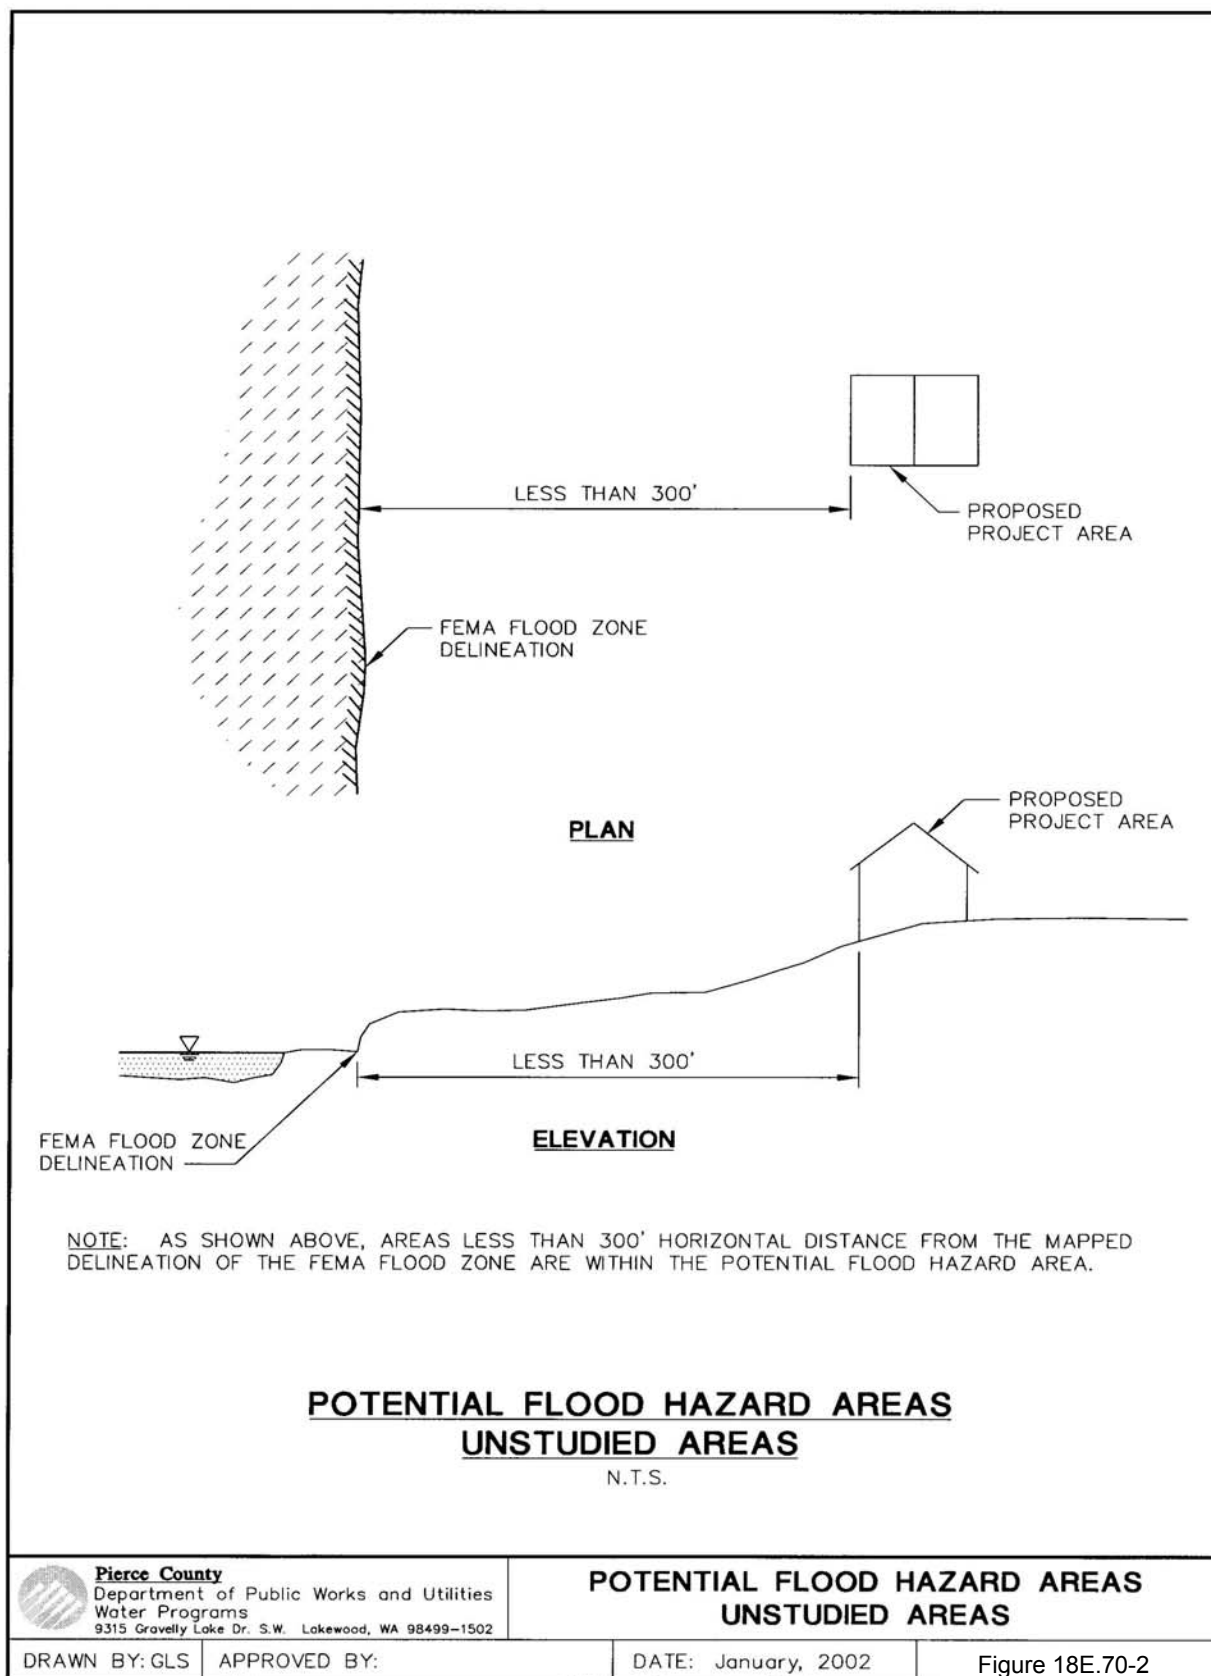 LESS THAN 300'
PROPOSED
PROJECT AREA
FEMA FLOOD ZONE
DELINEATION
PLAN
PROPOSED
PROJECT AREA
LESS THAN 300'
FEMA FLOOD ZONE
DELINEATION
ELEVATION
NOTE: AS SHOWN ABOVE, AREAS LESS THAN 300' HORIZONTAL DISTANCE FROM THE MAPPED
DELINEATION OF THE FEMA FLOOD ZONE ARE WITHIN THE POTENTIAL FLOOD HAZARD AREA.
POTENTIAL FLOOD HAZARD AREAS
UNSTUDIED AREAS
N.T.S.
Pierce County
Department of Public Works and Utilities
Water Programs
9315 Gravelly Lake Dr. S.W. Lakewood, WA 98499-1502
POTENTIAL FLOOD HAZARD AREAS
UNSTUDIED AREAS
DRAWN BY: GLS
APPROVED BY:
DATE: January, 2002
Figure 18E.70-2